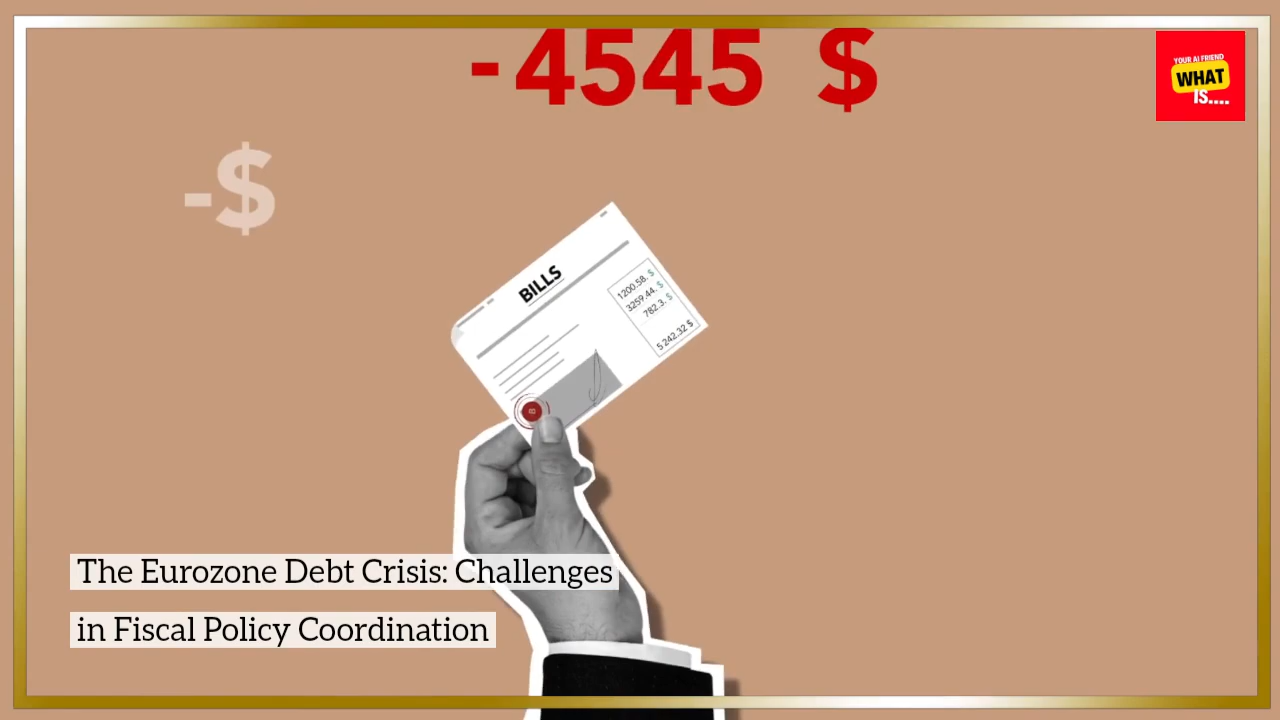 -4545 $
YOUR AI FRIEND
WHAT
IS....
-$
BILLS
1200.58. $
3259.44. $
782.3. $
5 242.32 $
The Eurozone Debt Crisis: Challenges
in Fiscal Policy Coordination